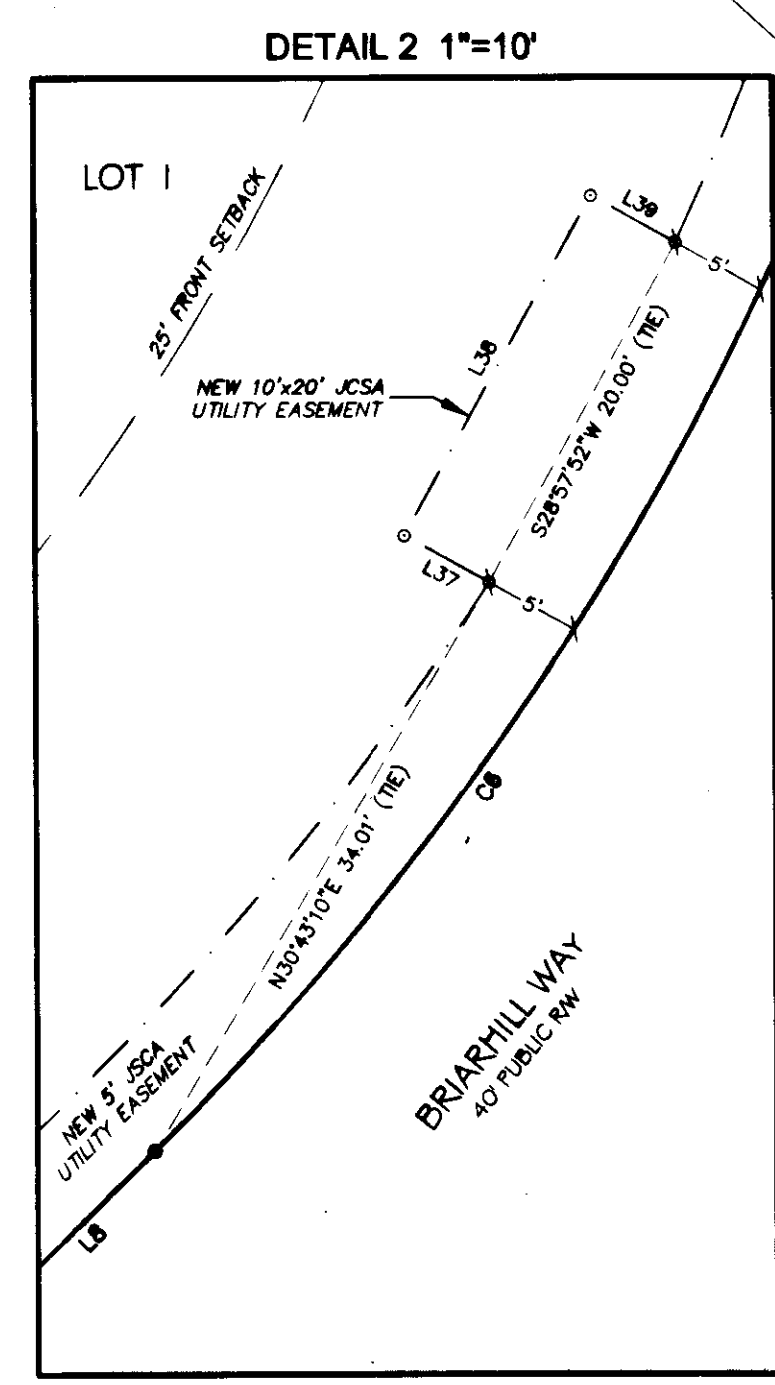 DETAIL 2 1"=10'
LOT 1
25' FRONT SETBACK
L39
5'
L38
NEW 10'x20' JCSA
UTILITY EASEMENT
S28°57'52"W 20.00' (TIE)
L37
5'
C6
N30°43'10"E 34.01' (TIE)
BRIARHILL WAY
40' PUBLIC R/W
NEW 5' JSCA
UTILITY EASEMENT
L8